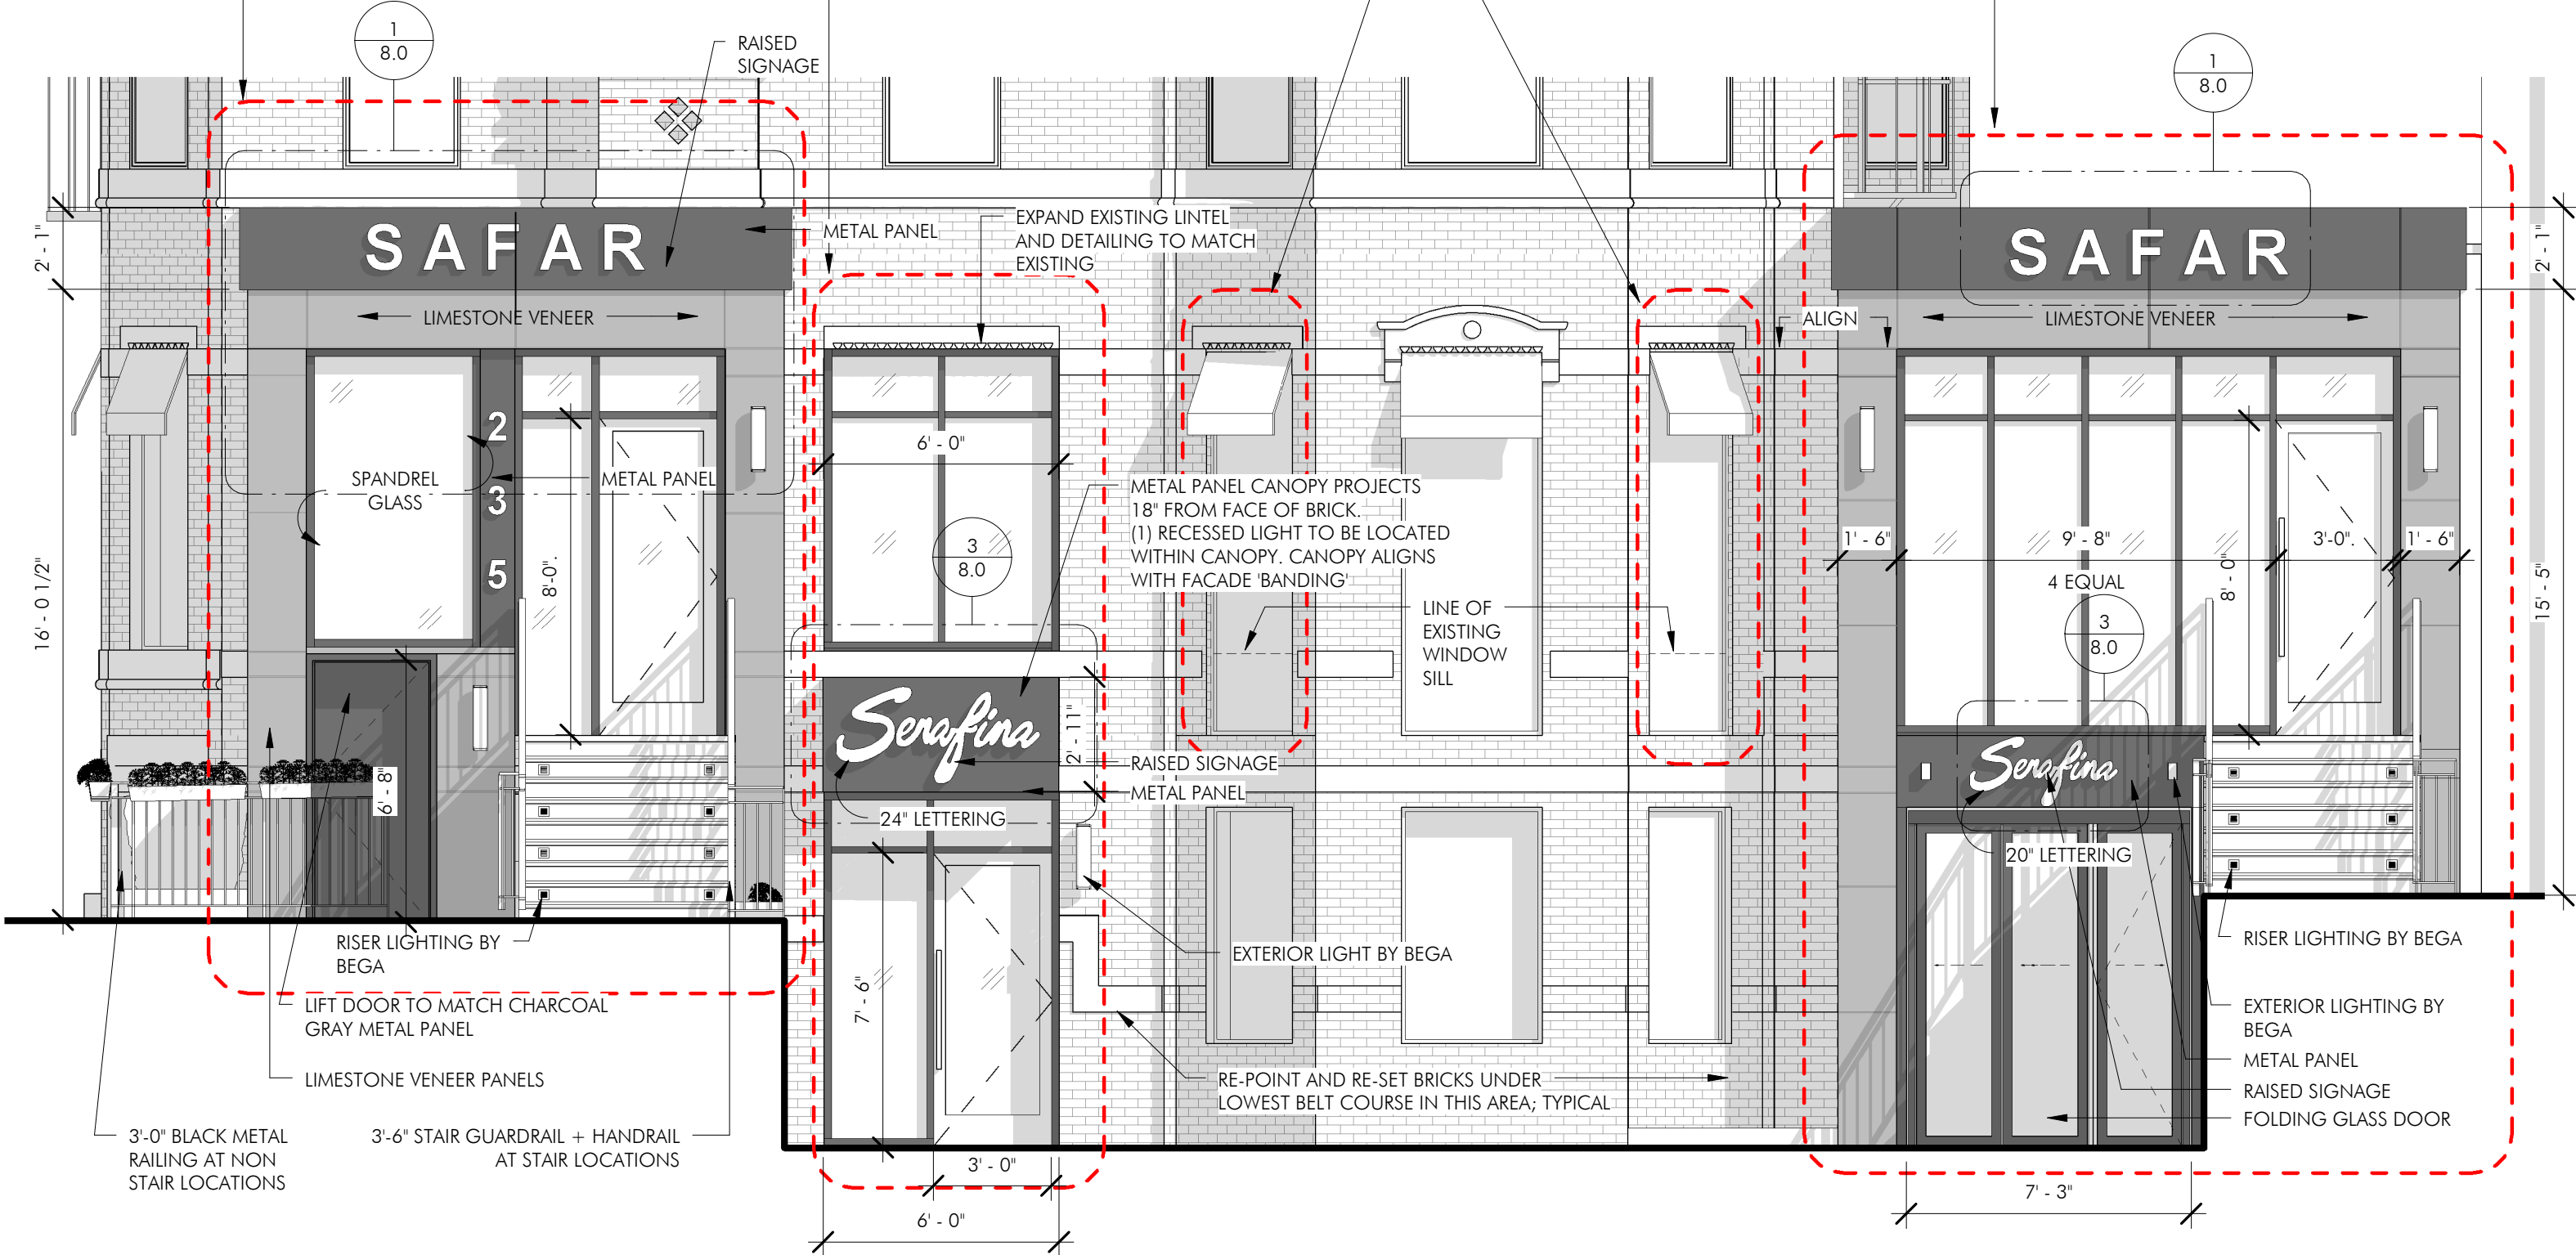 1
8.0
RAISED
SIGNAGE
1
8.0
SAFAR
METAL PANEL
EXPAND EXISTING LINTEL
AND DETAILING TO MATCH
EXISTING
SAFAR
2' - 1"
2' - 1"
LIMESTONE VENEER
ALIGN
LIMESTONE VENEER
2
3
5
SPANDREL
GLASS
METAL PANEL
8'-0".
6' - 0"
3
8.0
METAL PANEL CANOPY PROJECTS
18" FROM FACE OF BRICK.
(1) RECESSED LIGHT TO BE LOCATED
WITHIN CANOPY. CANOPY ALIGNS
WITH FACADE 'BANDING'
LINE OF
EXISTING
WINDOW
SILL
1' - 6"
9' - 8"
3'-0".
1' - 6"
4 EQUAL
8' - 0"
3
8.0
16' - 0 1/2"
15' - 5"
Serafina
2' - 11"
RAISED SIGNAGE
METAL PANEL
24" LETTERING
6' - 8"
Serafina
20" LETTERING
RISER LIGHTING BY
BEGA
EXTERIOR LIGHT BY BEGA
RISER LIGHTING BY BEGA
7' - 6"
LIFT DOOR TO MATCH CHARCOAL
GRAY METAL PANEL
EXTERIOR LIGHTING BY
BEGA
METAL PANEL
RAISED SIGNAGE
FOLDING GLASS DOOR
LIMESTONE VENEER PANELS
RE-POINT AND RE-SET BRICKS UNDER
LOWEST BELT COURSE IN THIS AREA; TYPICAL
3'-0" BLACK METAL
RAILING AT NON
STAIR LOCATIONS
3'-6" STAIR GUARDRAIL + HANDRAIL
AT STAIR LOCATIONS
3' - 0"
6' - 0"
7' - 3"